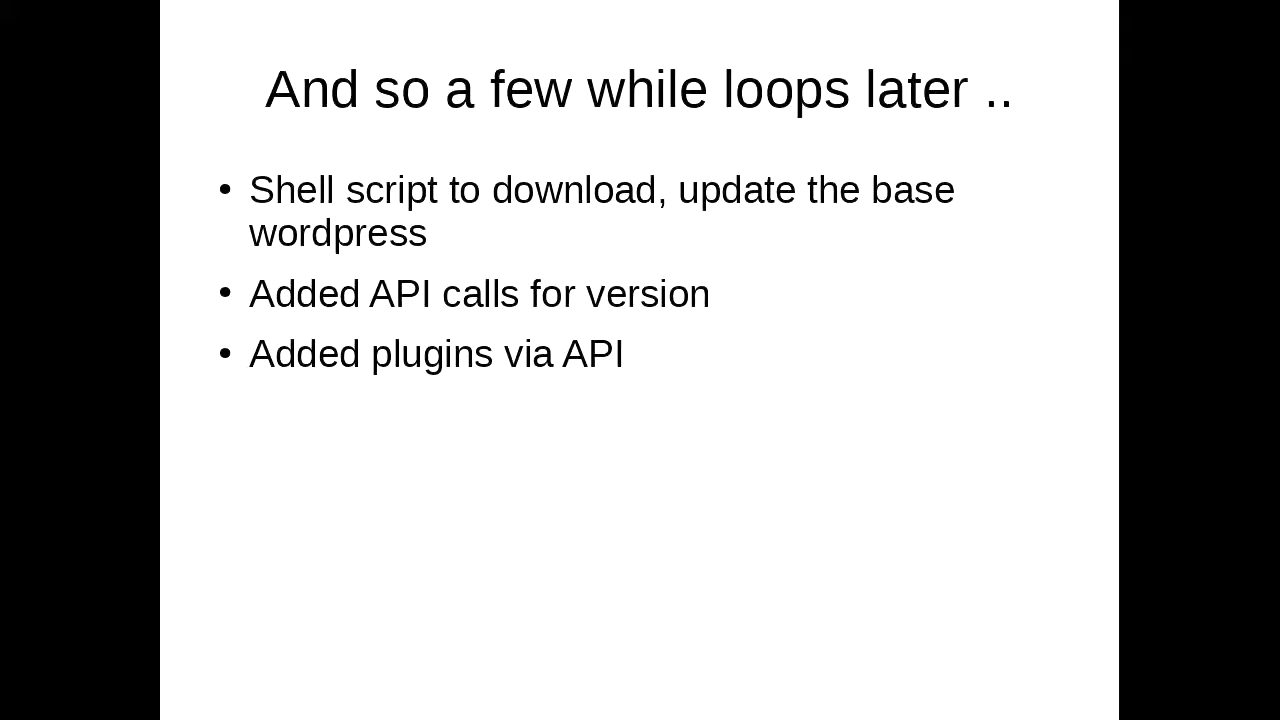 And so a few while loops later ..
• Shell script to download, update the base
wordpress
• Added API calls for version
• Added plugins via API